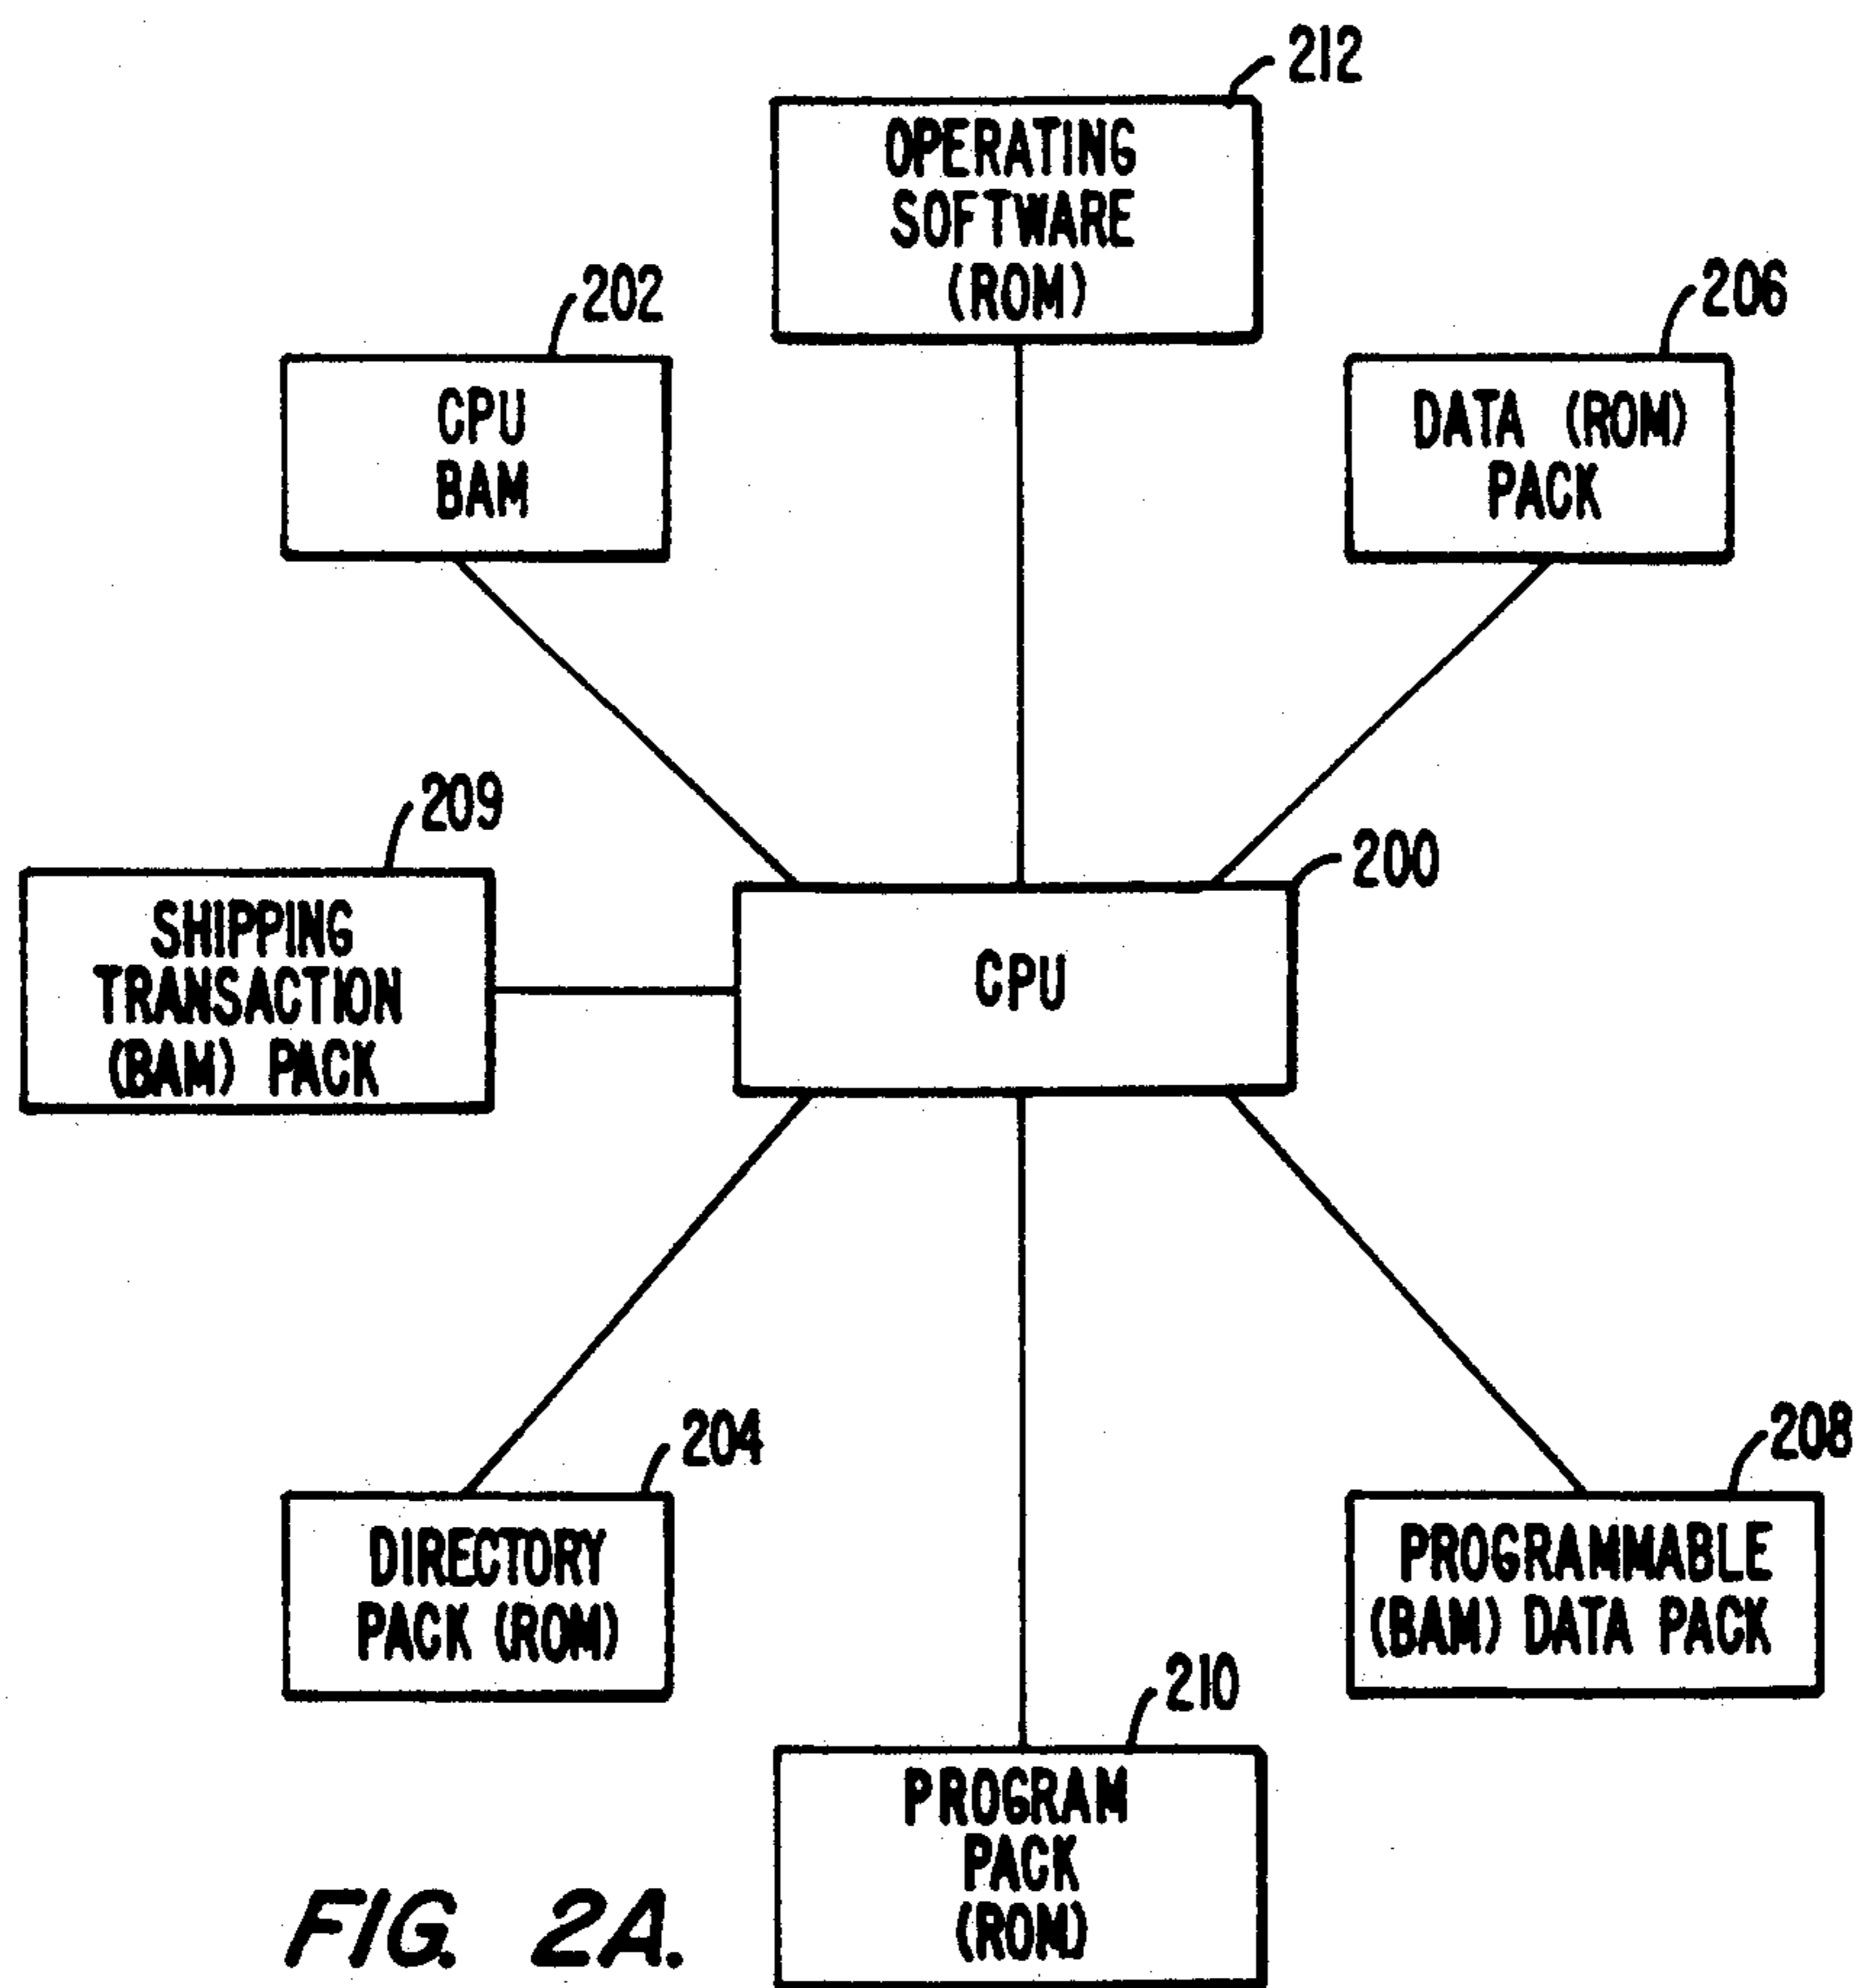 212
OPERATING
SOFTWARE
(ROM)
202
CPU
BAM
206
DATA (ROM)
PACK
209
SHIPPING
TRANSACTION
(BAM) PACK
200
CPU
204
DIRECTORY
PACK (ROM)
208
PROGRAMMABLE
(BAM) DATA PACK
210
PROGRAM
PACK
(ROM)
FIG. 2A.